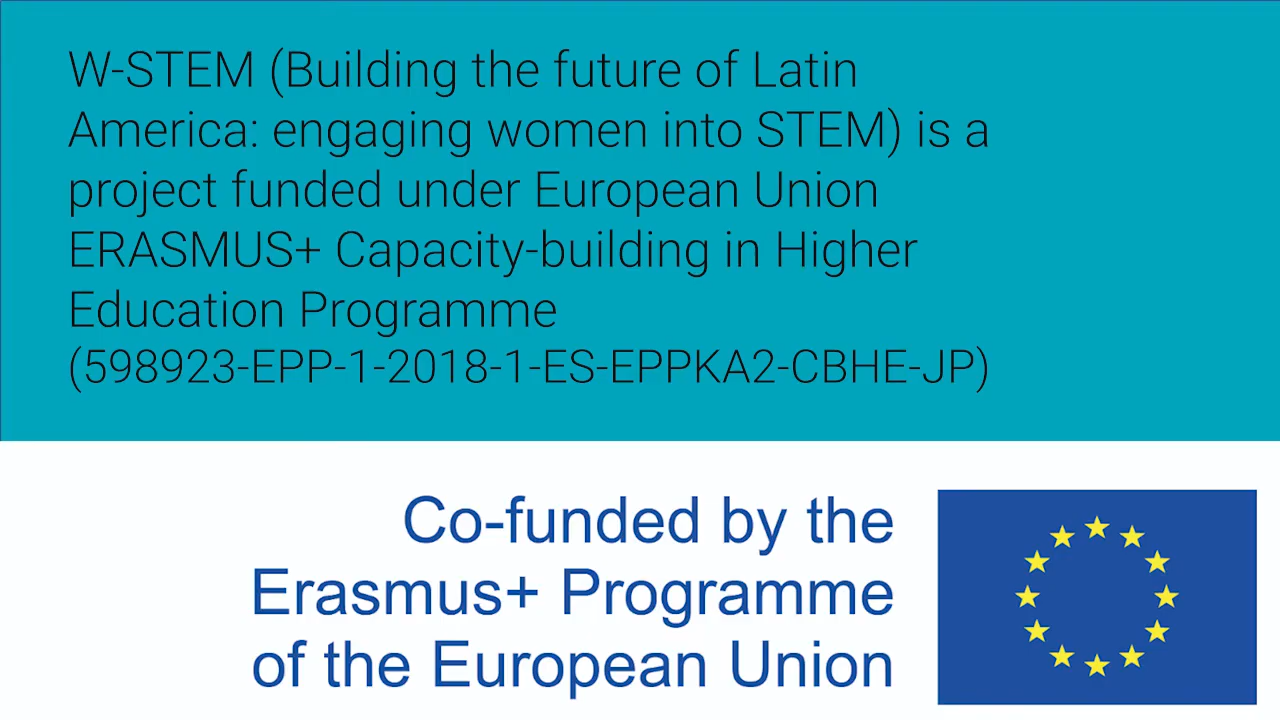 W-STEM (Building the future of Latin
America: engaging women into STEM) is a
project funded under European Union
ERASMUS+ Capacity-building in Higher
Education Programme
(598923-EPP-1-2018-1-ES-EPPKA2-CBHE-JP)
Co-funded by the
Erasmus+ Programme
of the European Union